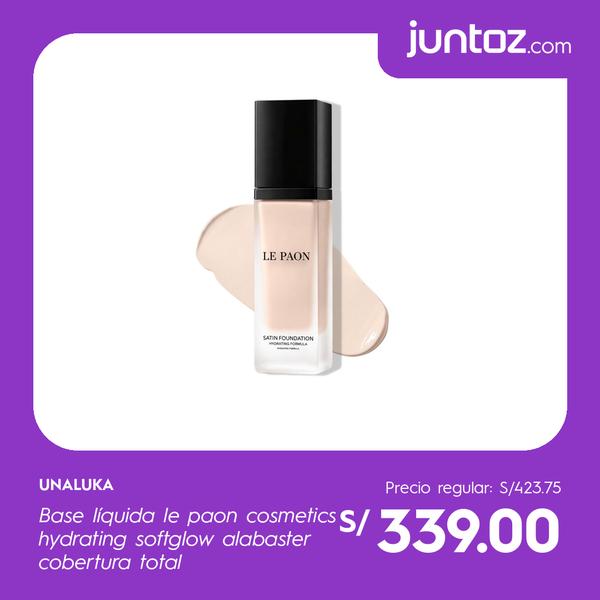 juntoz.com
LE PAON
SATIN FOUNDATION
HYDRATING FORMULA
UNALUKA
Precio regular: S/423.75
Base líquida le paon cosmetics
hydrating softglow alabaster
cobertura total
S/ 339.00